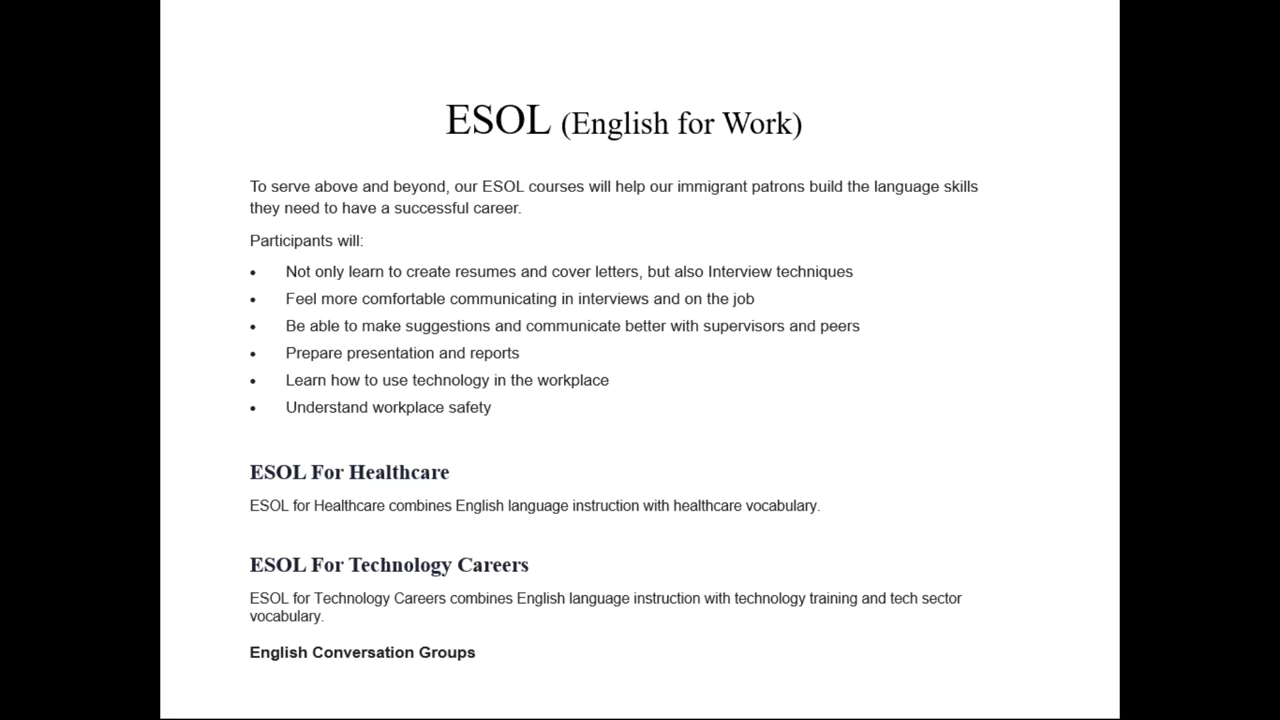 ESOL (English for Work)
To serve above and beyond, our ESOL courses will help our immigrant patrons build the language skills
they need to have a successful career.
Participants will:
• Not only learn to create resumes and cover letters, but also Interview techniques
• Feel more comfortable communicating in interviews and on the job
• Be able to make suggestions and communicate better with supervisors and peers
• Prepare presentation and reports
• Learn how to use technology in the workplace
• Understand workplace safety
ESOL For Healthcare
ESOL for Healthcare combines English language instruction with healthcare vocabulary.
ESOL For Technology Careers
ESOL for Technology Careers combines English language instruction with technology training and tech sector
vocabulary.
English Conversation Groups